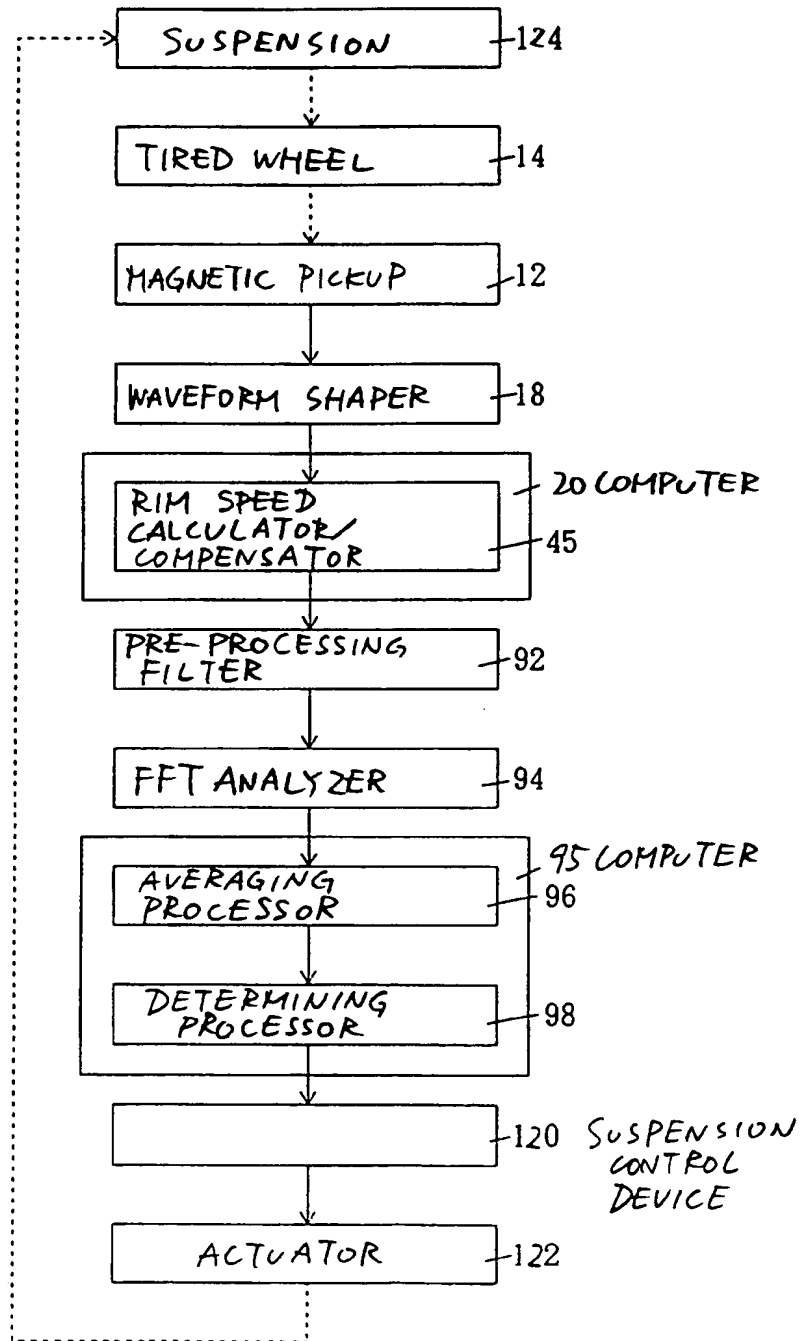 SUSPENSION
124
TIRED WHEEL
14
MAGNETIC PICKUP
12
WAVEFORM SHAPER
18
20 COMPUTER
RIM SPEED
CALCULATOR/
COMPENSATOR
45
PRE-PROCESSING
FILTER
92
FFT ANALYZER
94
95 COMPUTER
AVERAGING
PROCESSOR
96
DETERMINING
PROCESSOR
98
120 SUSPENSION
CONTROL
DEVICE
ACTUATOR
122